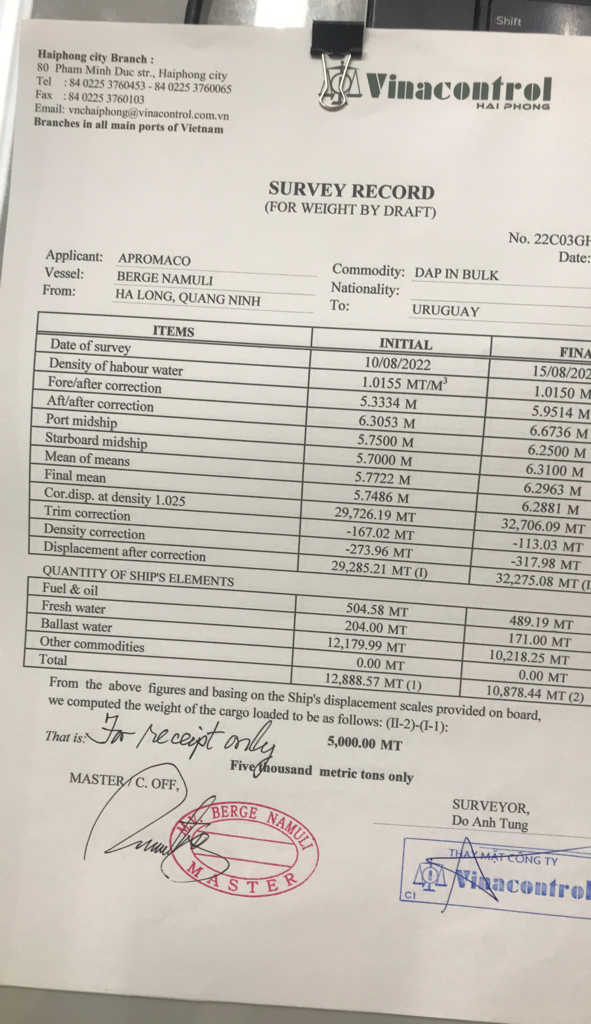 Shift
Haiphong city Branch :
80 Pham Minh Duc str., Haiphong city
Tel : 84 0225 3760453 - 84 0225 3760065
Fax : 84 0225 3760103
Email: vnchaiphong@vinacontrol.com.vn
Branches in all main ports of Vietnam
Vinacontrol
HAI PHONG
SURVEY RECORD
(FOR WEIGHT BY DRAFT)
No. 22C03GH
Date:
Applicant: APROMACO Commodity: DAP IN BULK
Vessel: BERGE NAMULI Nationality:
From: HA LONG, QUANG NINH To: URUGUAY
ITEMS INITIAL FINA
Date of survey 10/08/2022 15/08/202
Density of habour water 1.0155 MT/M³ 1.0150 M
Fore/after correction 5.3334 M 5.9514 M
Aft/after correction 6.3053 M 6.6736 M
Port midship 5.7500 M 6.2500 M
Starboard midship 5.7000 M 6.3100 M
Mean of means 5.7722 M 6.2963 M
Final mean 5.7486 M 6.2881 M
Cor.disp. at density 1.025 29,726.19 MT 32,706.09 MT
Trim correction -167.02 MT -113.03 MT
Density correction -273.96 MT -317.98 MT
Displacement after correction 29,285.21 MT (I) 32,275.08 MT (I
QUANTITY OF SHIP'S ELEMENTS
Fuel & oil 504.58 MT 489.19 MT
Fresh water 204.00 MT 171.00 MT
Ballast water 12,179.99 MT 10,218.25 MT
Other commodities 0.00 MT 0.00 MT
Total 12,888.57 MT (1) 10,878.44 MT (2)
From the above figures and basing on the Ship's displacement scales provided on board,
we computed the weight of the cargo loaded to be as follows: (II-2)-(I-1):
5,000.00 MT
That is: For receipt only
Five thousand metric tons only
MASTER / C. OFF,
SURVEYOR,
Do Anh Tung
M.V. BERGE NAMULI
MASTER
THAY MẶT CÔNG TY
Vinacontrol
CI